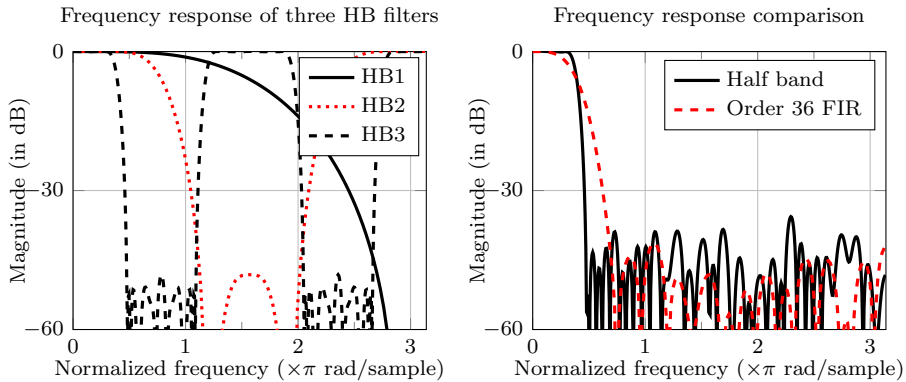 Frequency response of three HB filters
0
−30
−60
Magnitude (in dB)
HB1
HB2
HB3
0
1
2
3
Normalized frequency (×π rad/sample)
Frequency response comparison
0
−30
−60
Magnitude (in dB)
Half band
Order 36 FIR
0
1
2
3
Normalized frequency (×π rad/sample)